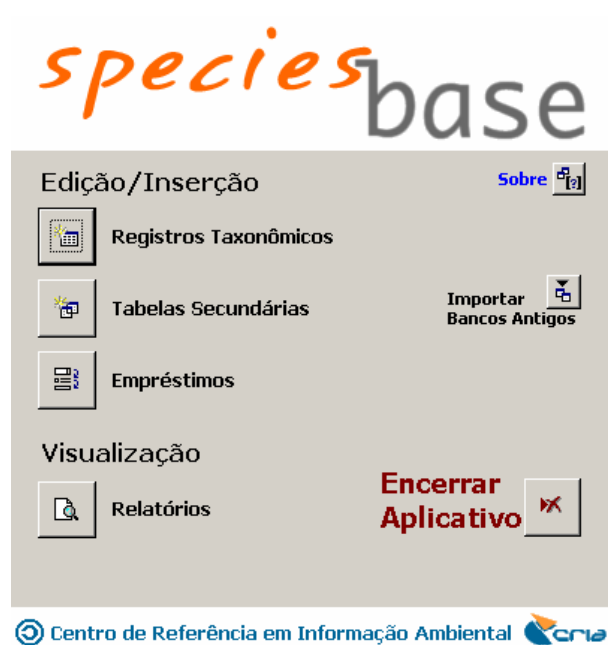 species
base
Edição/Inserção
Sobre
Registros Taxonômicos
Tabelas Secundárias
Importar
Bancos Antigos
Empréstimos
Visualização
Relatórios
Encerrar
Aplicativo
Centro de Referência em Informação Ambiental
cria